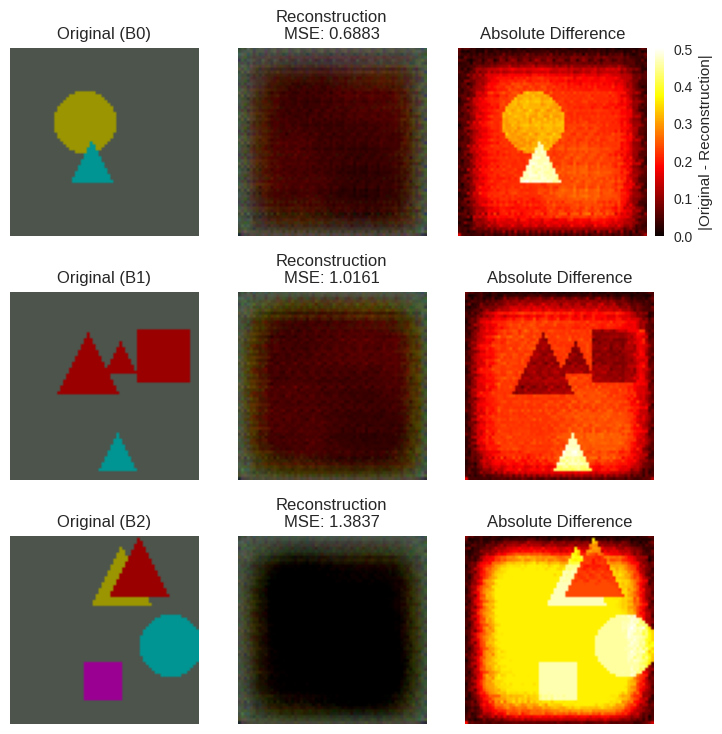 Original (B0)
Reconstruction
MSE: 0.6883
Absolute Difference
0.5
0.4
0.3
0.2
0.1
0.0
|Original - Reconstruction|
Original (B1)
Reconstruction
MSE: 1.0161
Absolute Difference
Original (B2)
Reconstruction
MSE: 1.3837
Absolute Difference